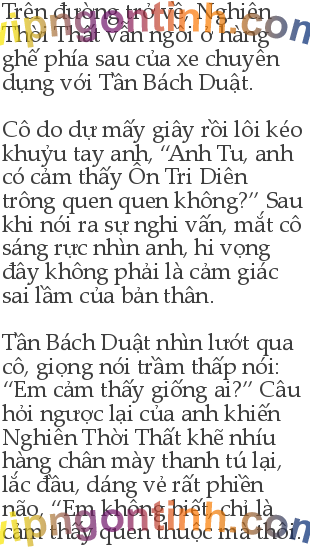 Trên đường trở về, Nghiên
Thời Thất vẫn ngồi ở hàng
ghế phía sau của xe chuyên
dụng với Tần Bách Duật.
Cô do dự mấy giây rồi lôi kéo
khuỷu tay anh, “Anh Tu, anh
có cảm thấy Ôn Tri Diên
trông quen quen không?” Sau
khi nói ra sự nghi vấn, mắt cô
sáng rực nhìn anh, hi vọng
đây không phải là cảm giác
sai lầm của bản thân.
Tần Bách Duật nhìn lướt qua
cô, giọng nói trầm thấp nói:
“Em cảm thấy giống ai?” Câu
hỏi ngược lại của anh khiến
Nghiên Thời Thất khẽ nhíu
hàng chân mày thanh tú lại,
lắc đầu, dáng vẻ rất phiền
não, “Em không biết, chỉ là
cảm thấy quen thuộc mà thôi,
vipngontinh.com
vipngontinh.com